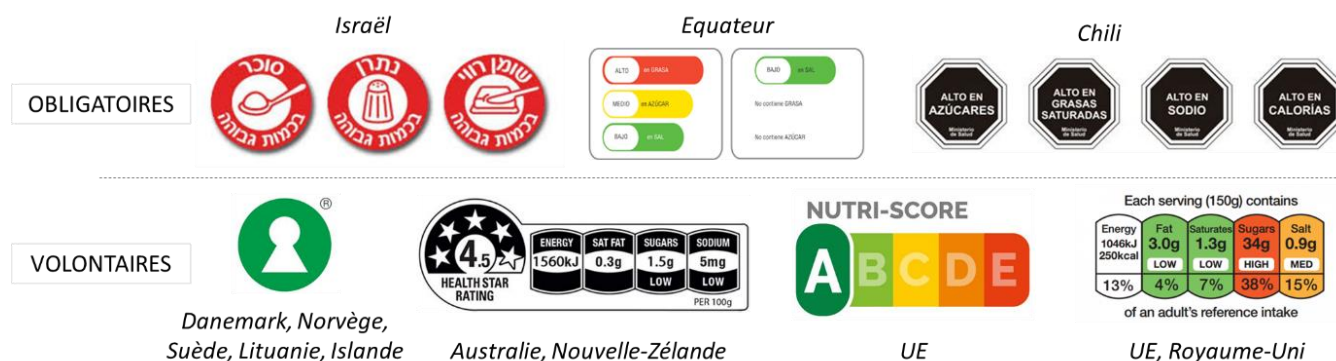 Israël
Equateur
Chili
OBLIGATOIRES
סוכר
בכמות גבוהה
נתרן
בכמות גבוהה
שומן רווי
בכמות גבוהה
ALTO en GRASA
MEDIO en AZÚCAR
BAJO en SAL
BAJO en SAL
No contiene GRASA
No contiene AZÚCAR
ALTO EN
AZÚCARES
Ministerio
de Salud
ALTO EN
GRASAS
SATURADAS
Ministerio
de Salud
ALTO EN
SODIO
Ministerio
de Salud
ALTO EN
CALORÍAS
Ministerio
de Salud
VOLONTAIRES
®
Danemark, Norvège,
Suède, Lituanie, Islande
4.5
HEALTH STAR
RATING
ENERGY
1560kJ
SAT FAT
0.3g
SUGARS
1.5g
LOW
SODIUM
5mg
LOW
PER 100g
Australie, Nouvelle-Zélande
NUTRI-SCORE
A B C D E
UE
Each serving (150g) contains
Energy
1046kJ
250kcal
13%
Fat
3.0g
LOW
4%
Saturates
1.3g
LOW
7%
Sugars
34g
HIGH
38%
Salt
0.9g
MED
15%
of an adult's reference intake
UE, Royaume-Uni